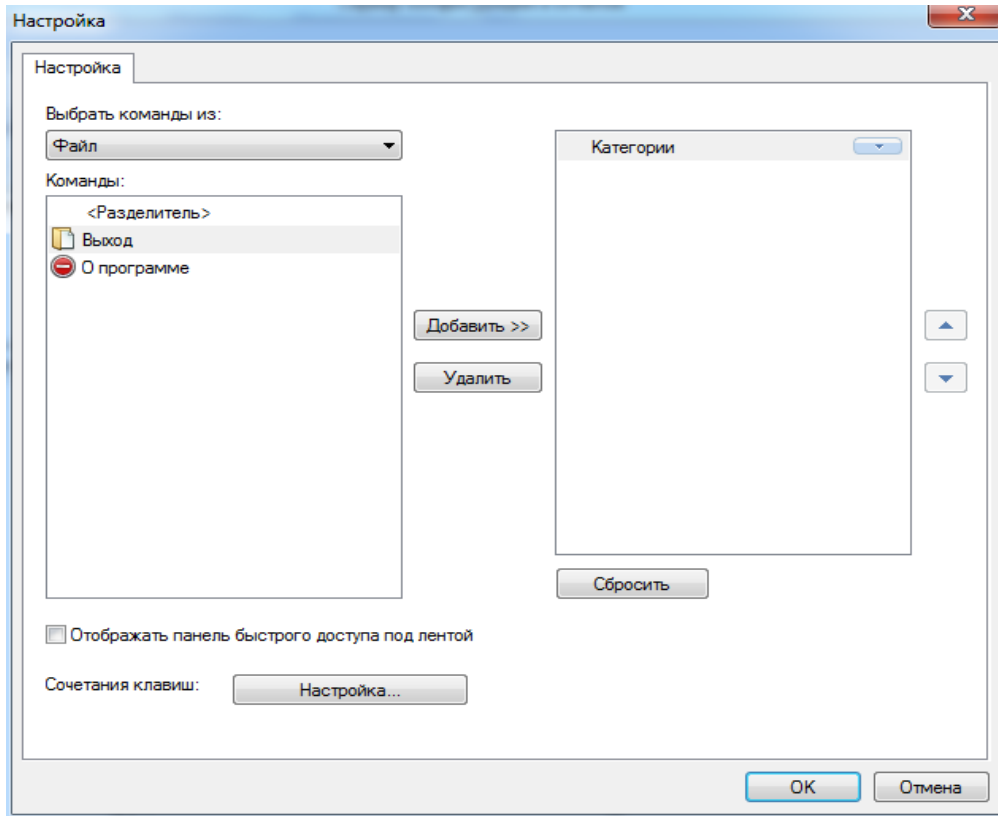 Настройка
Настройка
Выбрать команды из:
Файл
Команды:
<Разделитель>
Выход
О программе
Добавить >>
Удалить
Категории
Сбросить
Отображать панель быстрого доступа под лентой
Сочетания клавиш:
Настройка...
OK
Отмена